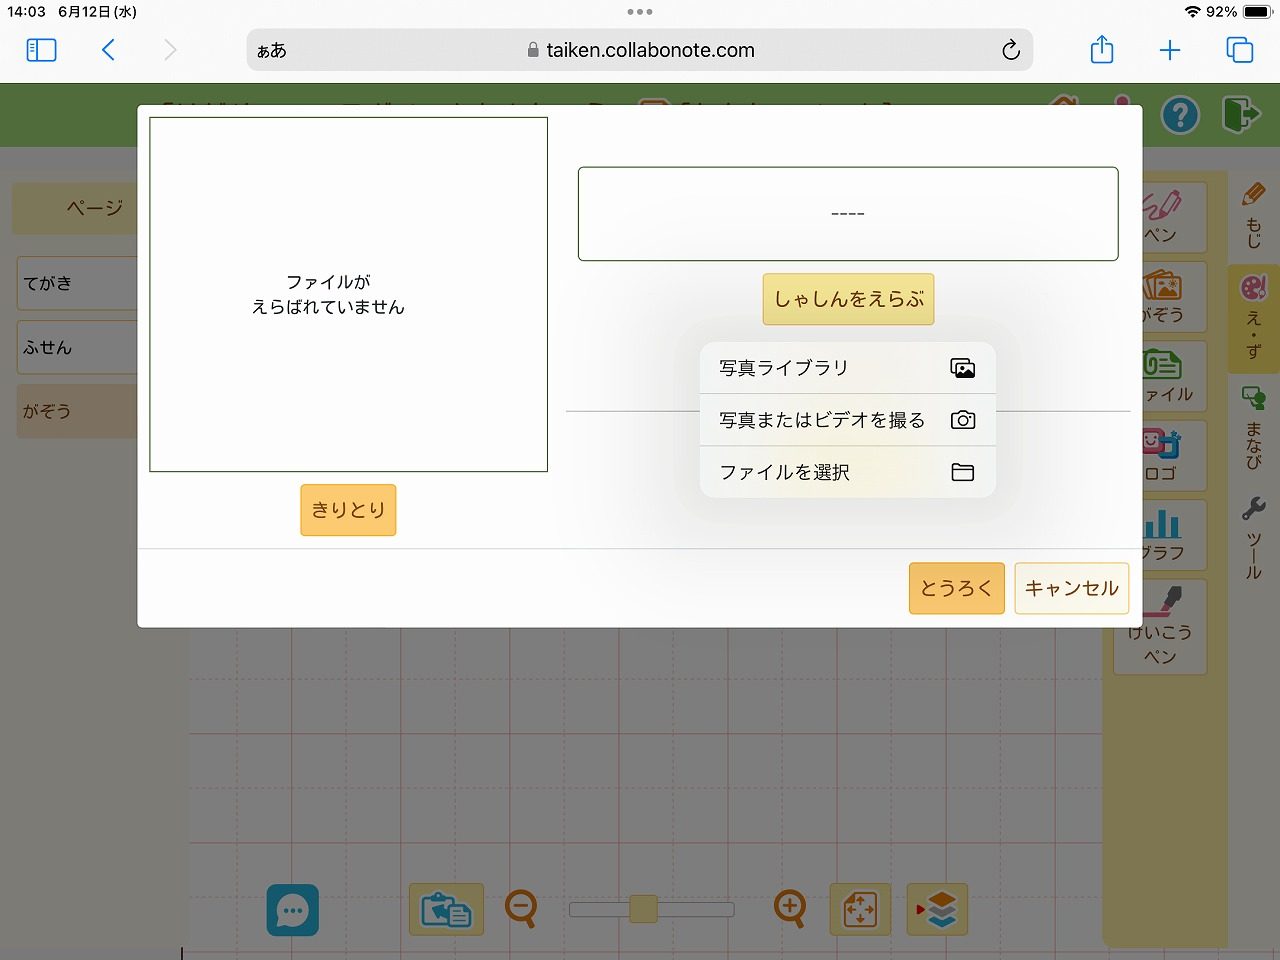 14:03 6月12日(水)
92%
ぁあ
taiken.collabonote.com
ページ
てがき
ふせん
がぞう
ファイルが
えらばれていません
きりとり
----
しゃしんをえらぶ
写真ライブラリ
写真またはビデオを撮る
ファイルを選択
とうろく
キャンセル
ペン
がぞう
ァイル
ロゴ
グラフ
けいこう
ペン
もじ
え・ず
まなび
ツール